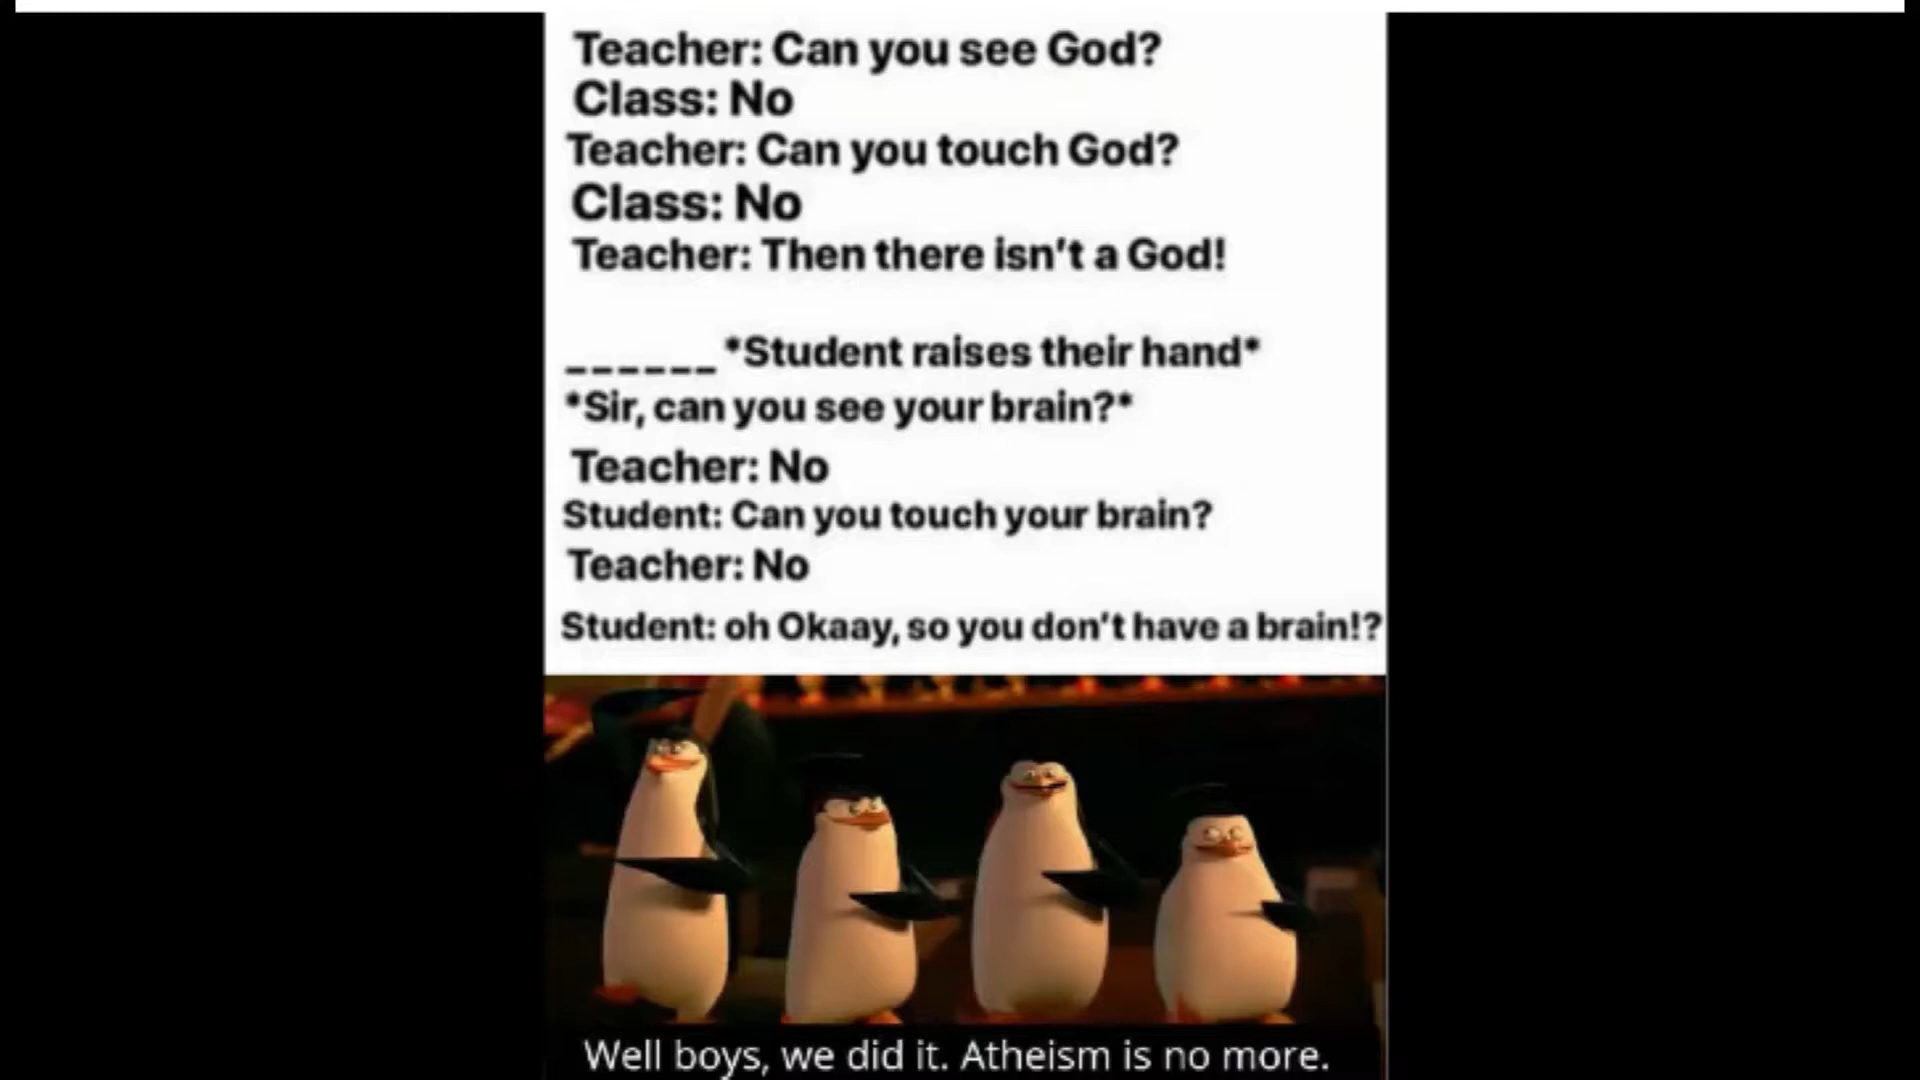 Teacher: Can you see God?
Class: No
Teacher: Can you touch God?
Class: No
Teacher: Then there isn't a God!
______ *Student raises their hand*
*Sir, can you see your brain?*
Teacher: No
Student: Can you touch your brain?
Teacher: No
Student: oh Okaay, so you don't have a brain!?
Well boys, we did it. Atheism is no more.